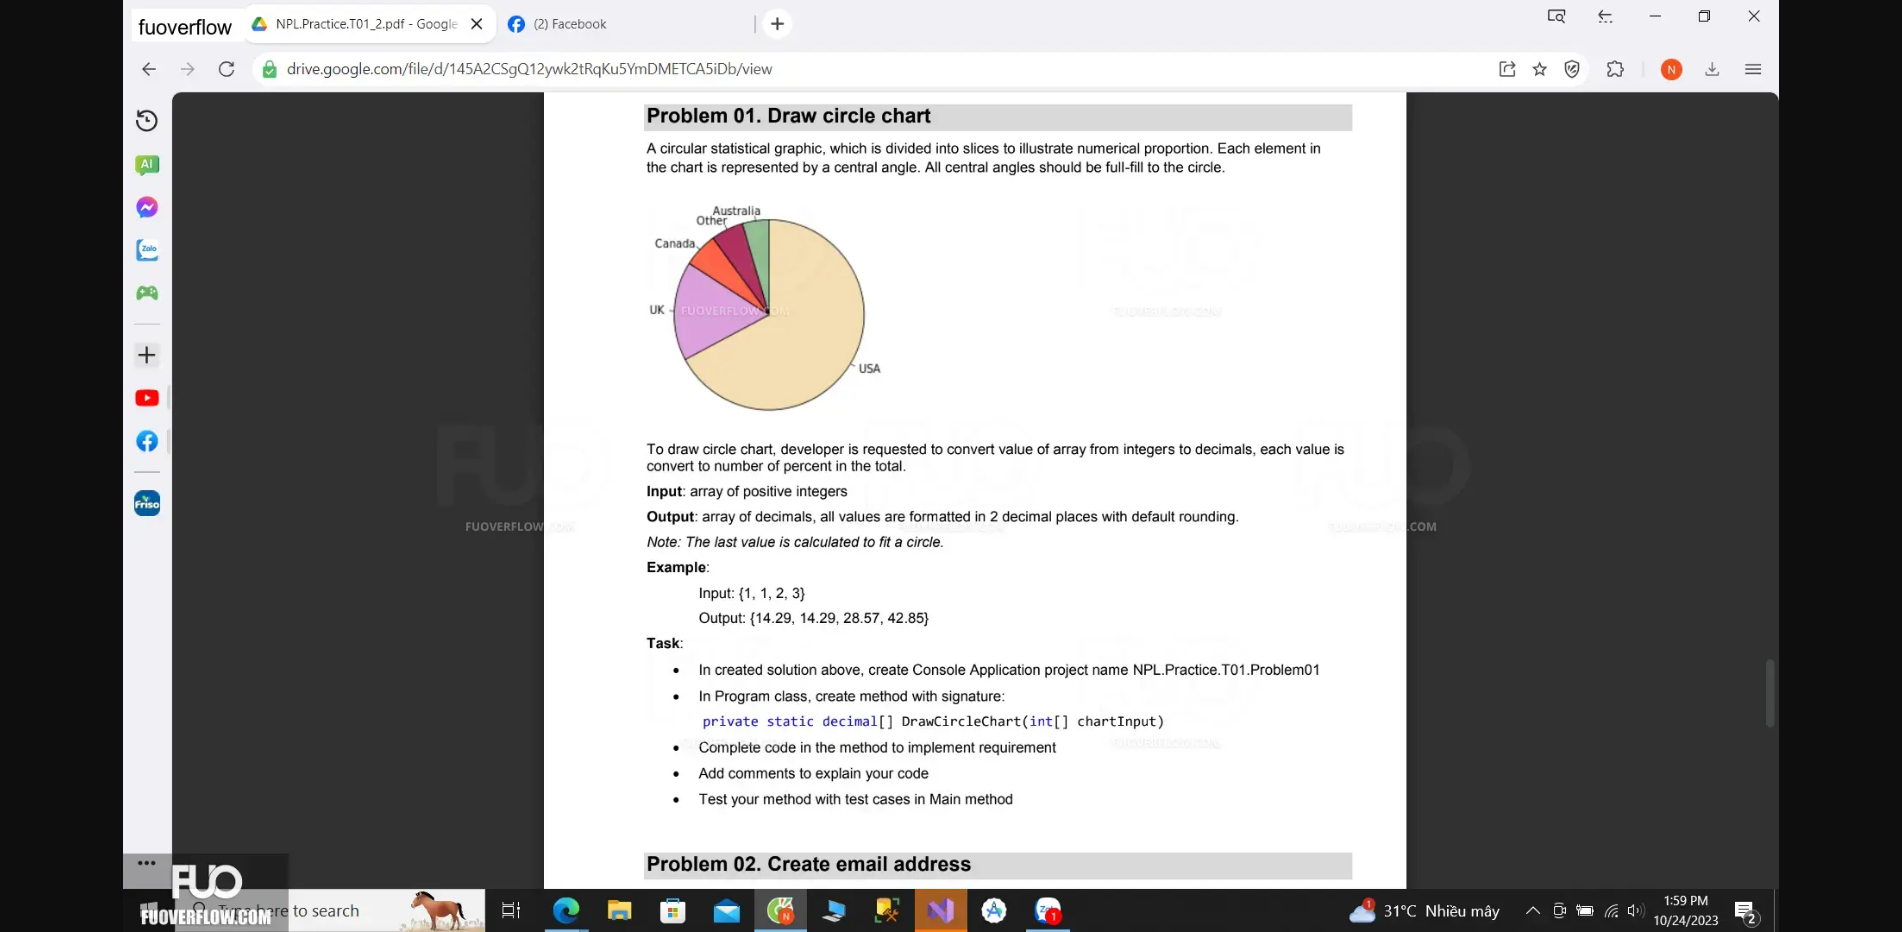 fuoverflow
NPL.Practice.T01_2.pdf - Google
(2) Facebook
drive.google.com/file/d/145A2CSgQ12ywk2tRqKu5YmDMETCA5iDb/view
N
AI
Zalo
Friso
Problem 01. Draw circle chart
A circular statistical graphic, which is divided into slices to illustrate numerical proportion. Each element in
the chart is represented by a central angle. All central angles should be full-fill to the circle.
Australia
Other
Canada
UK
USA
FUOVERFLOW.COM
FUOVERFLOW.COM
To draw circle chart, developer is requested to convert value of array from integers to decimals, each value is
convert to number of percent in the total.
Input: array of positive integers
Output: array of decimals, all values are formatted in 2 decimal places with default rounding.
FUO
FUOVERFLOW.COM
Note: The last value is calculated to fit a circle.
Example:
Input: {1, 1, 2, 3}
Output: {14.29, 14.29, 28.57, 42.85}
Task:
• In created solution above, create Console Application project name NPL.Practice.T01.Problem01
• In Program class, create method with signature:
private static decimal[] DrawCircleChart(int[] chartInput)
• Complete code in the method to implement requirement
• Add comments to explain your code
• Test your method with test cases in Main method
Problem 02. Create email address
FUO
FUOVERFLOW.COM
here to search
31°C Nhiều mây
1:59 PM
10/24/2023
2